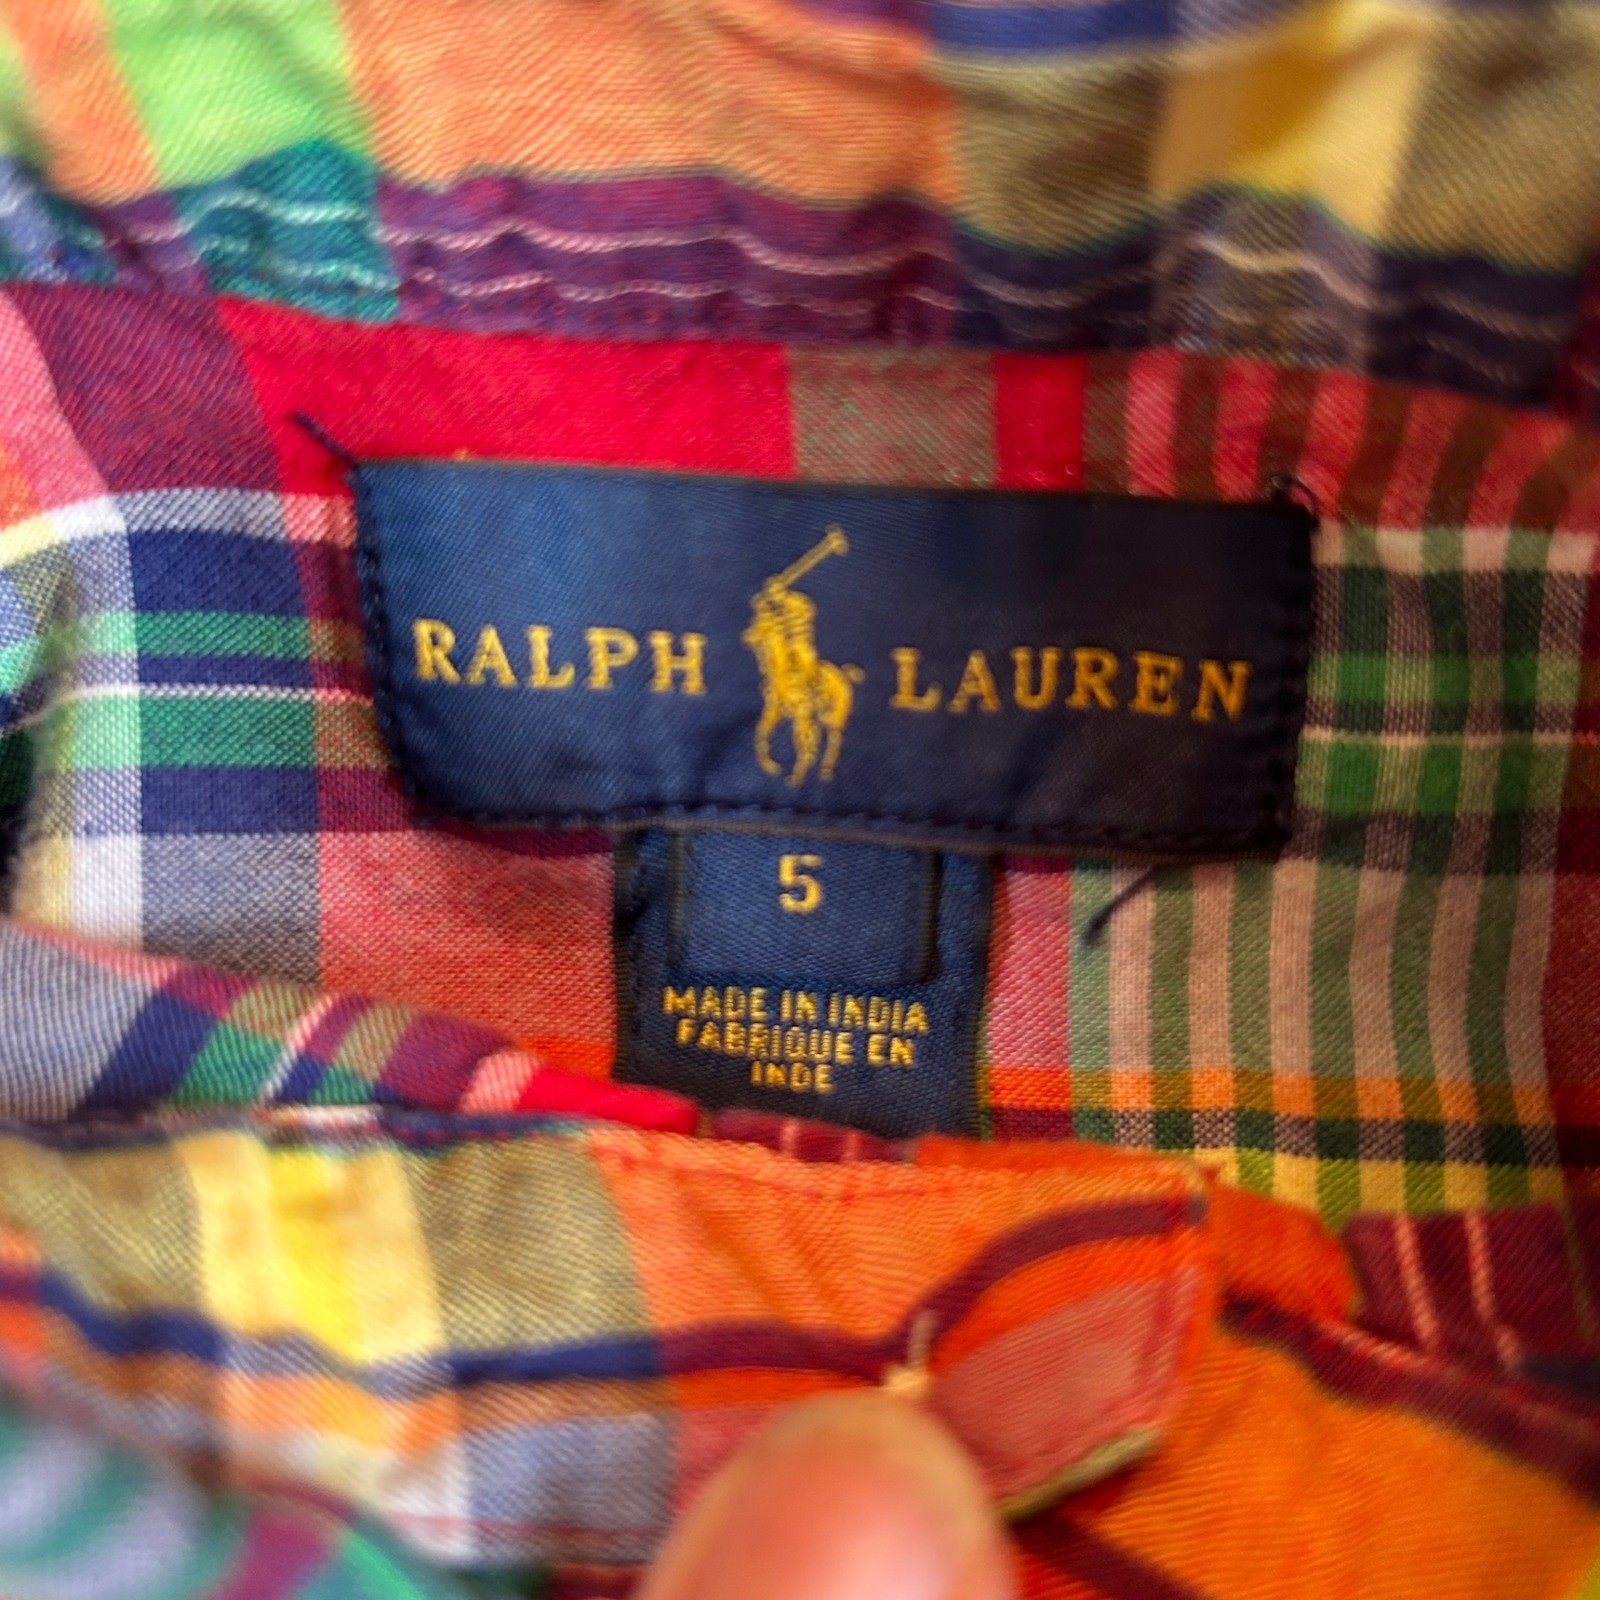 RALPH LAUREN
5
MADE IN INDIA
FABRIQUE EN
INDE